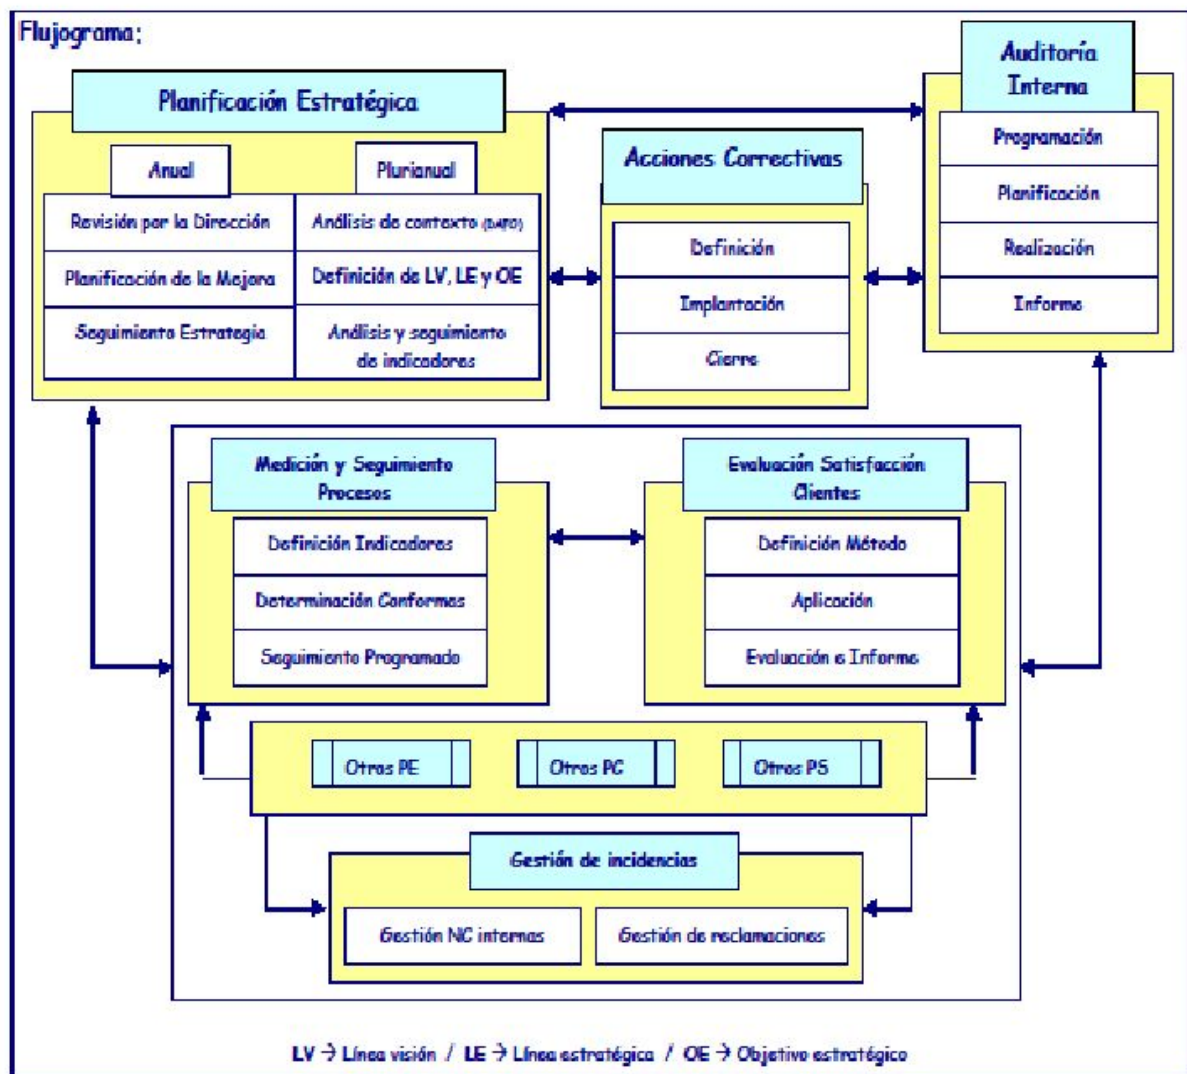 Flujograma:
Planificación Estratégica
Anual
Plurianual
Revisión por la Dirección
Análisis de contexto (DAFO)
Planificación de la Mejora
Definición de LV, LE y OE
Seguimiento Estrategia
Análisis y seguimiento
de indicadores
Acciones Correctivas
Definición
Implantación
Cierre
Auditoría
Interna
Programación
Planificación
Realización
Informe
Medición y Seguimiento
Procesos
Definición Indicadores
Determinación Conformes
Seguimiento Programado
Evaluación Satisfacción
Clientes
Definición Método
Aplicación
Evaluación e Informe
Otros PE
Otros PC
Otros PS
Gestión de incidencias
Gestión NC internas
Gestión de reclamaciones
LV → Línea visión / LE → Línea estratégica / OE → Objetivo estratégico